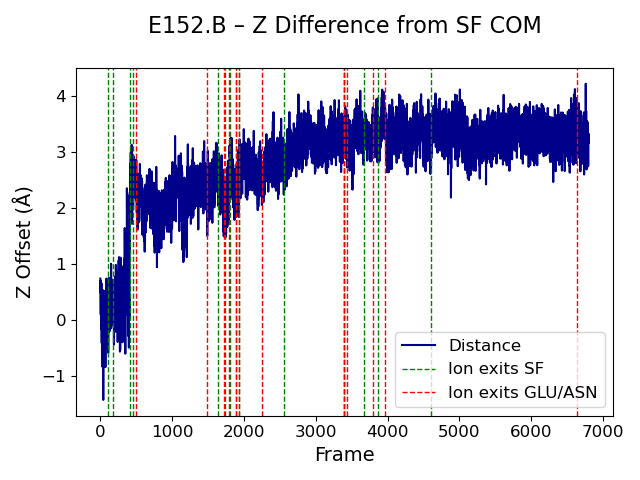 E152.B – Z Difference from SF COM
Z Offset (Å)
4
3
2
1
0
−1
0
1000
2000
3000
4000
5000
6000
7000
Frame
Distance
Ion exits SF
Ion exits GLU/ASN